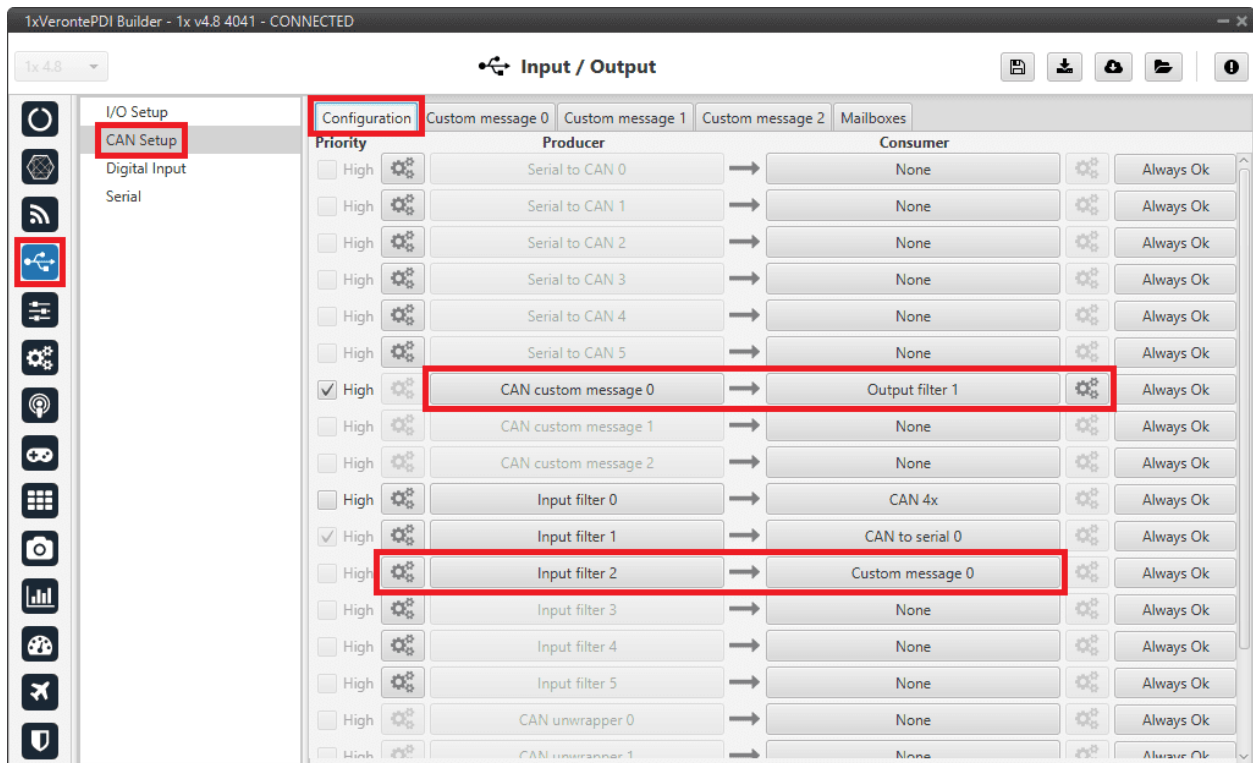 1xVerontePDI Builder - 1x v4.8 4041 - CONNECTED
1x 4.8
Input / Output
I/O Setup
CAN Setup
Digital Input
Serial
Configuration Custom message 0 Custom message 1 Custom message 2 Mailboxes
Priority Producer Consumer
High Serial to CAN 0 None Always Ok
High Serial to CAN 1 None Always Ok
High Serial to CAN 2 None Always Ok
High Serial to CAN 3 None Always Ok
High Serial to CAN 4 None Always Ok
High Serial to CAN 5 None Always Ok
High CAN custom message 0 Output filter 1 Always Ok
High CAN custom message 1 None Always Ok
High CAN custom message 2 None Always Ok
High Input filter 0 CAN 4x Always Ok
High Input filter 1 CAN to serial 0 Always Ok
High Input filter 2 Custom message 0 Always Ok
High Input filter 3 None Always Ok
High Input filter 4 None Always Ok
High Input filter 5 None Always Ok
High CAN unwrapper 0 None Always Ok
High CAN unwrapper 1 None Always Ok